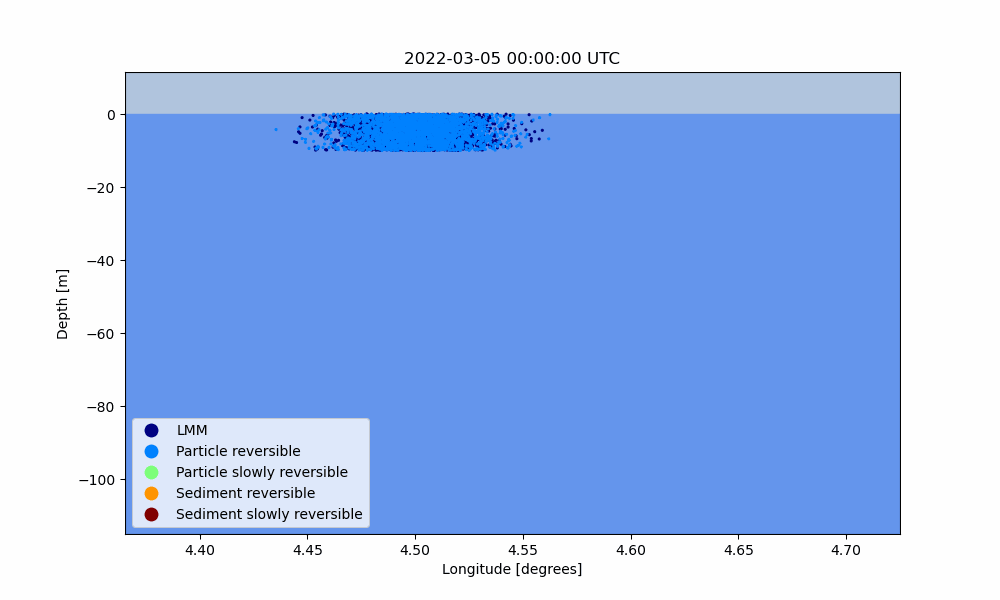 2022-03-05 00:00:00 UTC
0
−20
−40
−60
−80
−100
Depth [m]
LMM
Particle reversible
Particle slowly reversible
Sediment reversible
Sediment slowly reversible
4.40 4.45 4.50 4.55 4.60 4.65 4.70
Longitude [degrees]